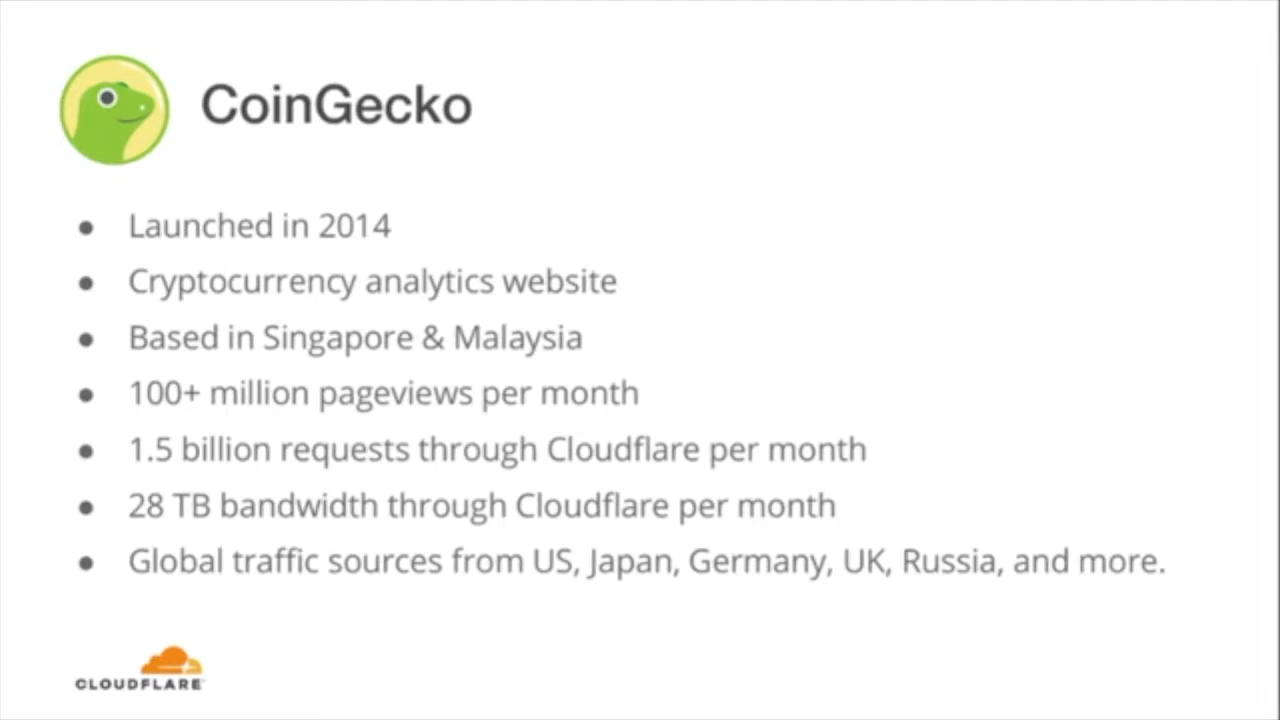 CoinGecko
● Launched in 2014
● Cryptocurrency analytics website
● Based in Singapore & Malaysia
● 100+ million pageviews per month
● 1.5 billion requests through Cloudflare per month
● 28 TB bandwidth through Cloudflare per month
● Global traffic sources from US, Japan, Germany, UK, Russia, and more.
CLOUDFLARE